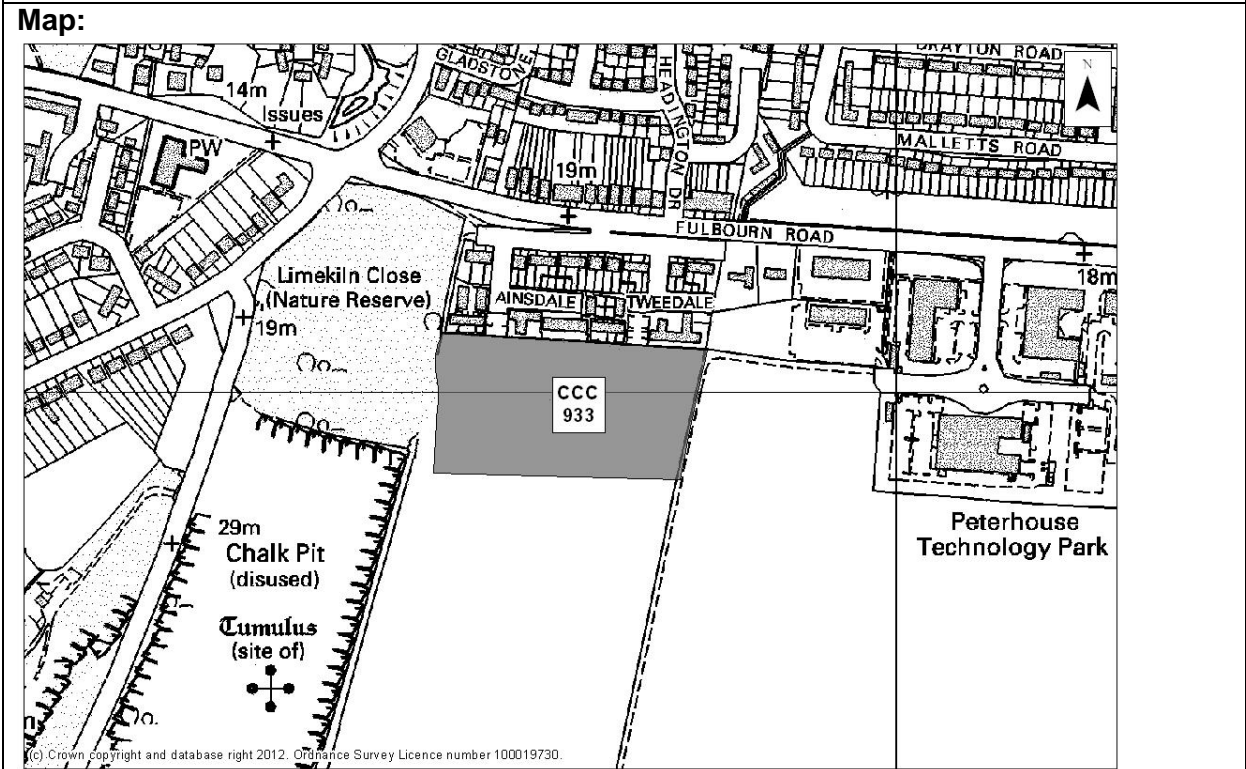 Map:
DRAYTON ROAD
GLADSTONE
HEADINGTON DR
N
14m
Issues
PW
MALLETTS ROAD
19m
FULBOURN ROAD
Limekiln Close
(Nature Reserve)
AINSDALE
TWEEDALE
18m
19m
CCC
933
29m
Chalk Pit
(disused)
Peterhouse
Technology Park
Tumulus
(site of)
(c) Crown copyright and database right 2012. Ordnance Survey Licence number 100019730.